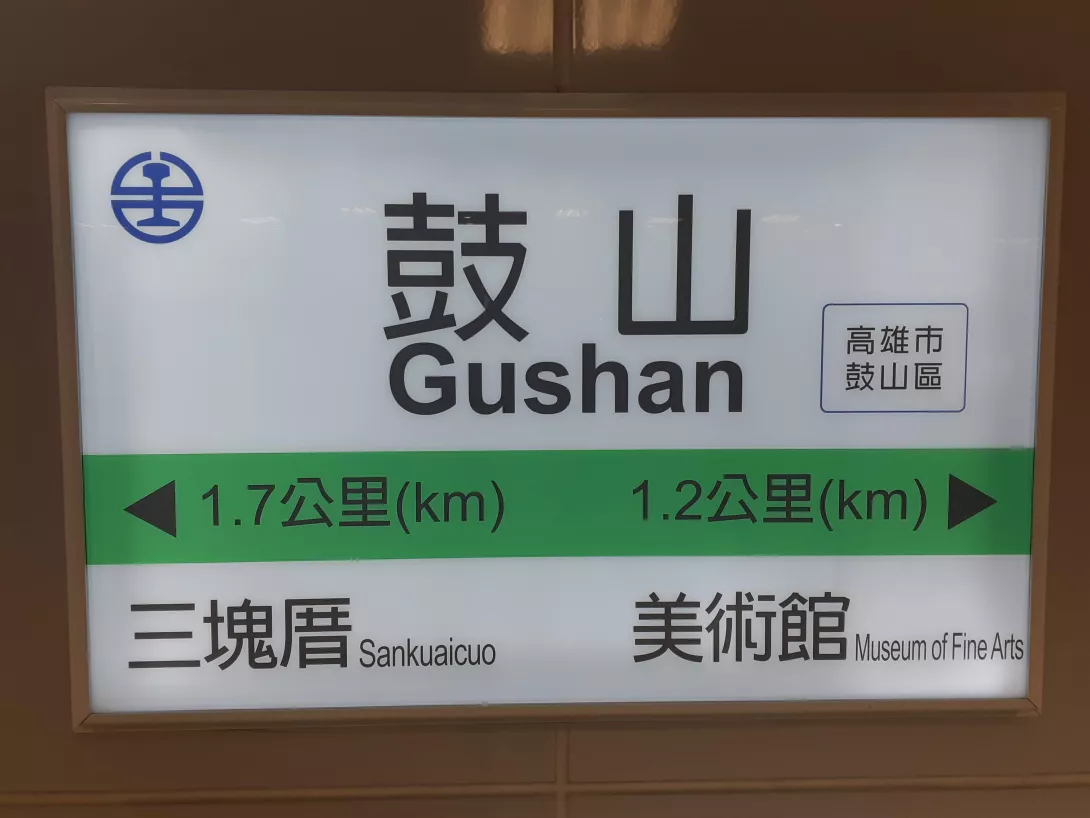 鼓山
Gushan
高雄市
鼓山區
◀ 1.7公里(km) 1.2公里(km) ▶
三塊厝 Sankuaicuo 美術館 Museum of Fine Arts